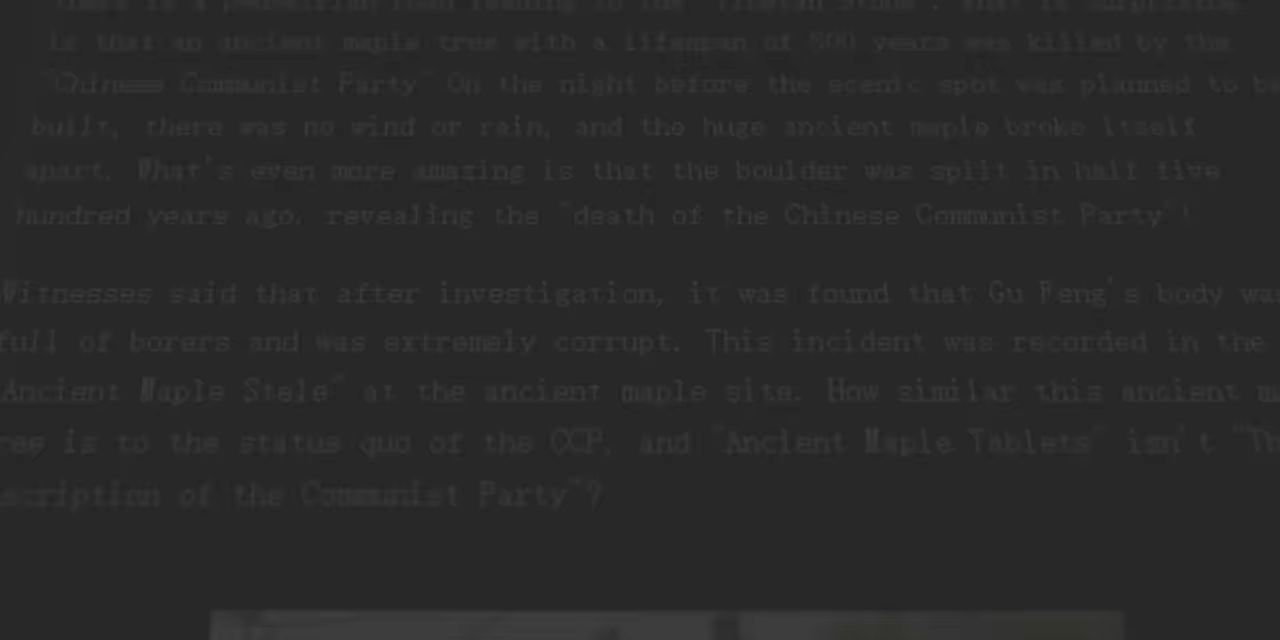 is that an ancient maple tree with a lifespan of 500 years was killed by the
"Chinese Communist Party" On the night before the scenic spot was planned to be
built, there was no wind or rain, and the huge ancient maple broke itself
apart. What's even more amazing is that the boulder was split in half five
hundred years ago, revealing the "death of the Chinese Communist Party"!
Witnesses said that after investigation, it was found that Gu Feng's body was
full of borers and was extremely corrupt. This incident was recorded in the
Ancient Maple Stele" at the ancient maple site. How similar this ancient
ree is to the status quo of the CCP, and "Ancient Maple Tablets" isn't "Th
scription of the Communist Party"?